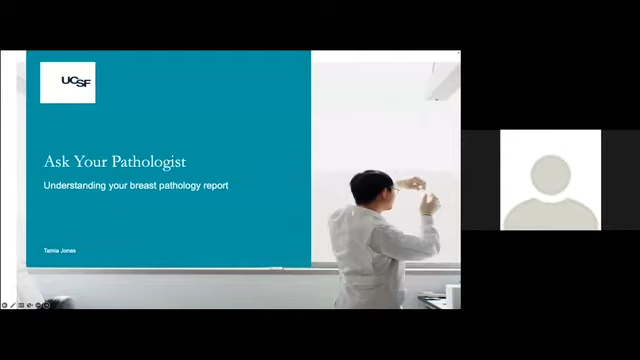 UCSF
Ask Your Pathologist
Understanding your breast pathology report
Tamia Jones